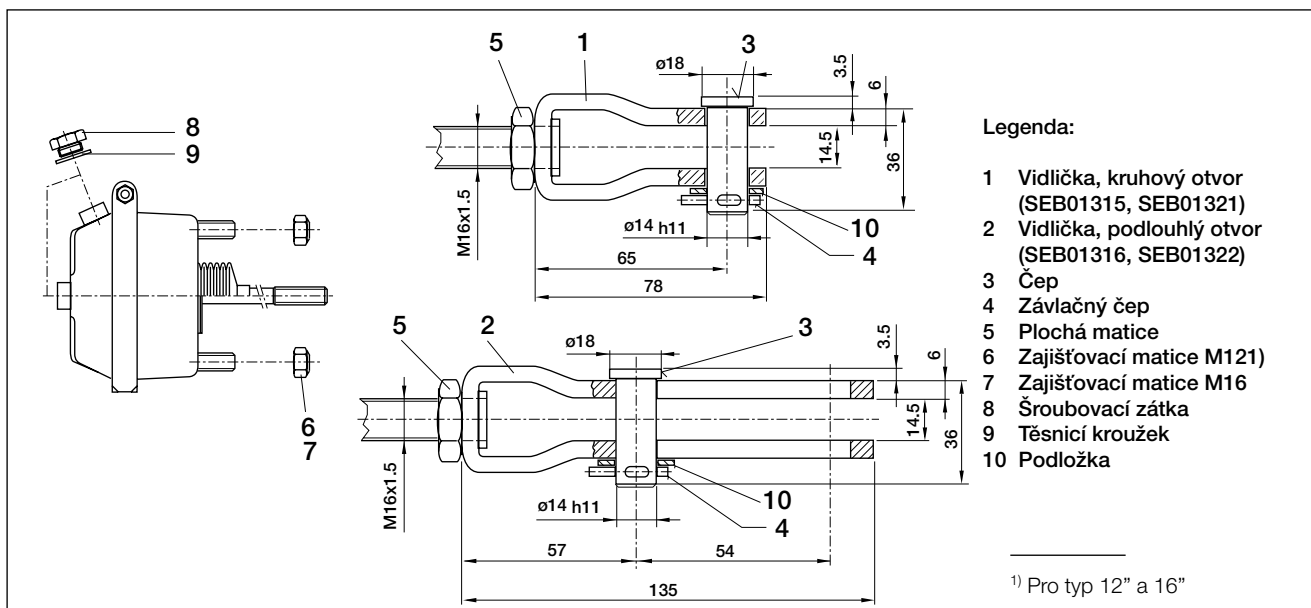 5
1
3
ø18
3.5
6
8
9
14.5
36
M16x1.5
ø14 h11
10
4
65
78
6
7
5
2
3
ø18
3.5
6
14.5
36
M16x1.5
ø14 h11
10
4
57
54
135
Legenda:
1 Vidlička, kruhový otvor
(SEB01315, SEB01321)
2 Vidlička, podlouhlý otvor
(SEB01316, SEB01322)
3 Čep
4 Závlačný čep
5 Plochá matice
6 Zajišťovací matice M121)
7 Zajišťovací matice M16
8 Šroubovací zátka
9 Těsnicí kroužek
10 Podložka
1) Pro typ 12” a 16”